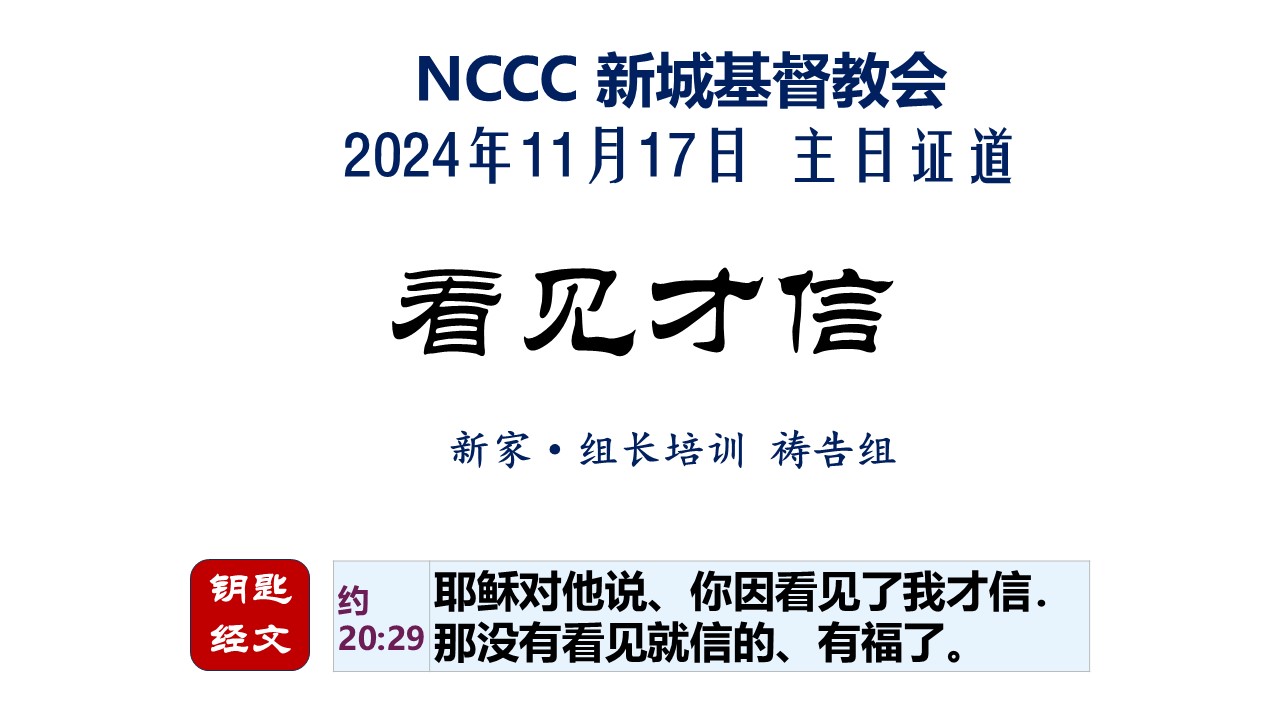 NCCC 新城基督教会
2024年11月17日 主日证道
看见才信
新家·组长培训 祷告组
钥匙
经文
约
20:29
耶稣对他说、你因看见了我才信．
那没有看见就信的、有福了。